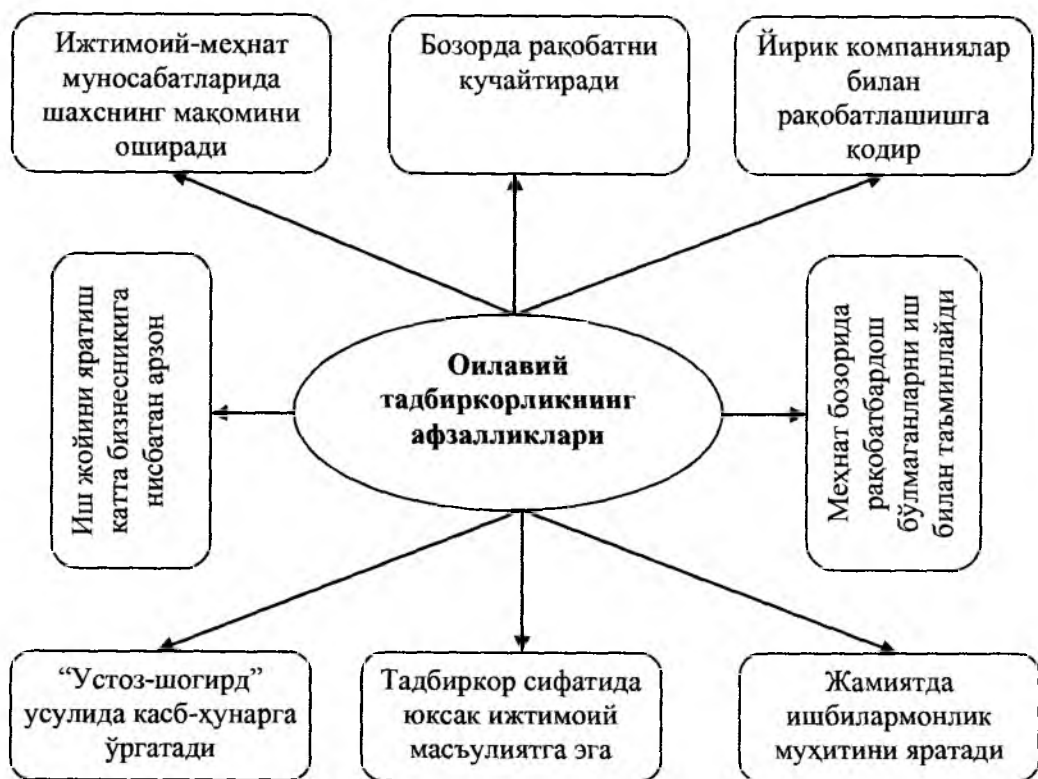 Ижтимоий-меҳнат
муносабатларида
шахснинг мақомини
оширади
Бозорда рақобатни
кучайтиради
Йирик компаниялар
билан
рақобатлашишга
қодир
Иш жойини яратиш
катта бизнесникига
нисбатан арзон
Оилавий
тадбиркорликнинг
афзалликлари
Меҳнат бозорида
рақобатбардош
бўлмаганларни иш
билан таъминлайди
“Устоз-шогирд”
усулида касб-ҳунарга
ўргатади
Тадбиркор сифатида
юксак ижтимоий
масъулиятга эга
Жамиятда
ишбилармонлик
муҳитини яратади